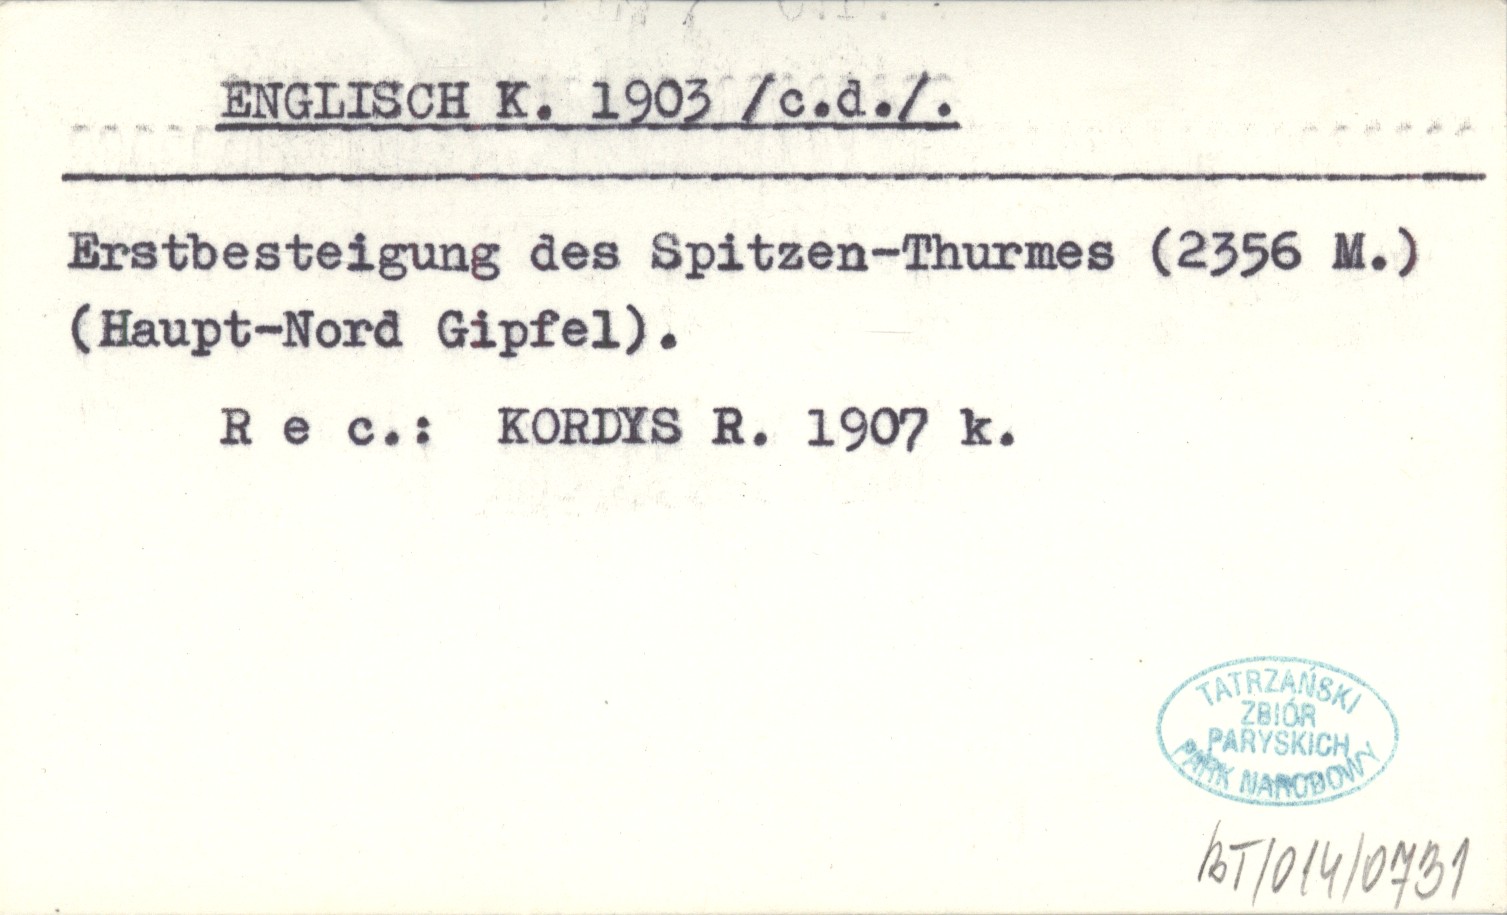 ENGLISCH K. 1903 /c.d./.
Erstbesteigung des Spitzen-Thurmes (2356 M.)
(Haupt-Nord Gipfel).
R e c.: KORDYS R. 1907 k.
TATRZAŃSKI
ZBIÓR
PARYSKICH
PARK NARODOWY
BT/014/0731